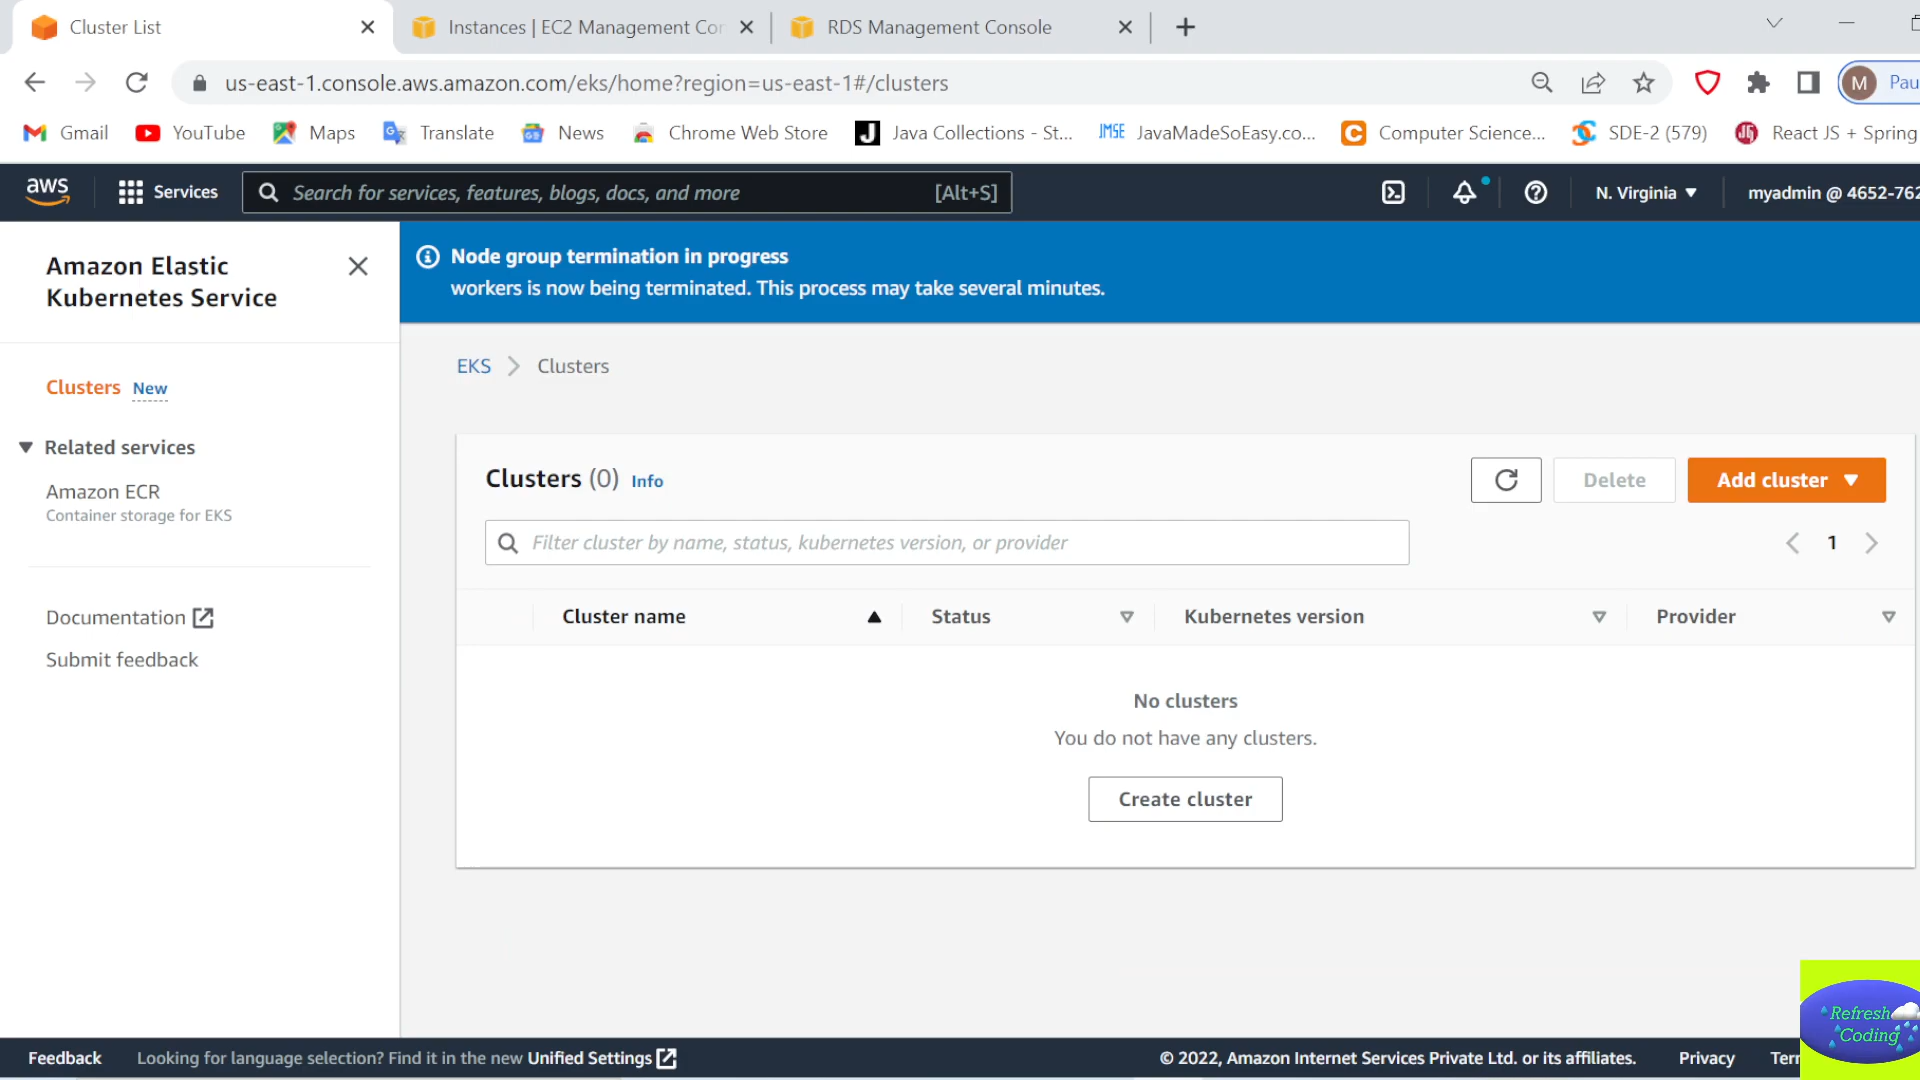 Cluster List
Instances | EC2 Management Cor
RDS Management Console
us-east-1.console.aws.amazon.com/eks/home?region=us-east-1#/clusters
M Pau
Gmail YouTube Maps Translate News Chrome Web Store Java Collections - St... JMSE JavaMadeSoEasy.co... Computer Science... SDE-2 (579) React JS + Spring
aws Services Search for services, features, blogs, docs, and more [Alt+S] N. Virginia myadmin @ 4652-762
Amazon Elastic
Kubernetes Service
Clusters New
Related services
Amazon ECR
Container storage for EKS
Documentation
Submit feedback
Node group termination in progress
workers is now being terminated. This process may take several minutes.
EKS Clusters
Clusters (0) Info
Delete
Add cluster
Filter cluster by name, status, kubernetes version, or provider
1
Cluster name Status Kubernetes version Provider
No clusters
You do not have any clusters.
Create cluster
Feedback Looking for language selection? Find it in the new Unified Settings © 2022, Amazon Internet Services Private Ltd. or its affiliates. Privacy Terr
Refresh
Coding